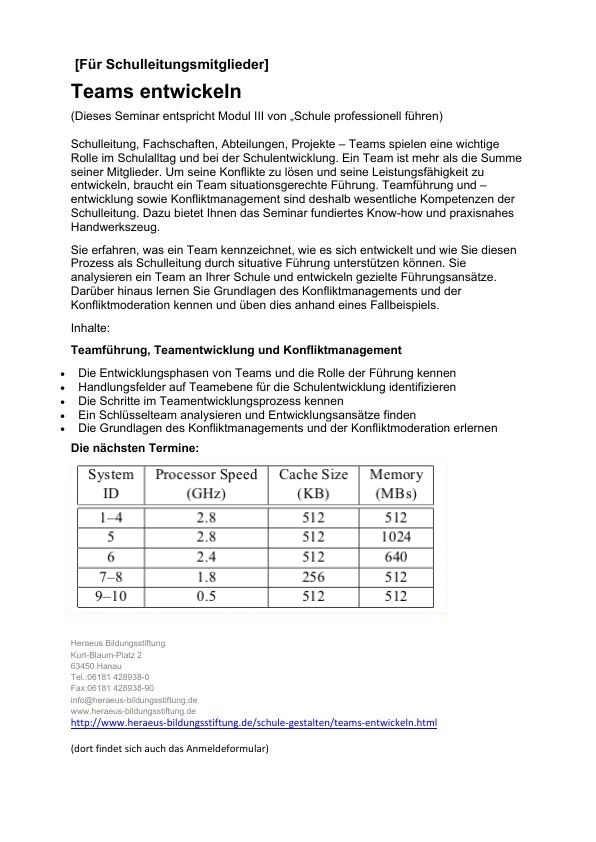 [Für Schulleitungsmitglieder]
Teams entwickeln
(Dieses Seminar entspricht Modul III von „Schule professionell führen)
Schulleitung, Fachschaften, Abteilungen, Projekte – Teams spielen eine wichtige
Rolle im Schulalltag und bei der Schulentwicklung. Ein Team ist mehr als die Summe
seiner Mitglieder. Um seine Konflikte zu lösen und seine Leistungsfähigkeit zu
entwickeln, braucht ein Team situationsgerechte Führung. Teamführung und –
entwicklung sowie Konfliktmanagement sind deshalb wesentliche Kompetenzen der
Schulleitung. Dazu bietet Ihnen das Seminar fundiertes Know-how und praxisnahes
Handwerkszeug.
Sie erfahren, was ein Team kennzeichnet, wie es sich entwickelt und wie Sie diesen
Prozess als Schulleitung durch situative Führung unterstützen können. Sie
analysieren ein Team an Ihrer Schule und entwickeln gezielte Führungsansätze.
Darüber hinaus lernen Sie Grundlagen des Konfliktmanagements und der
Konfliktmoderation kennen und üben dies anhand eines Fallbeispiels.
Inhalte:
Teamführung, Teamentwicklung und Konfliktmanagement
• Die Entwicklungsphasen von Teams und die Rolle der Führung kennen
• Handlungsfelder auf Teamebene für die Schulentwicklung identifizieren
• Die Schritte im Teamentwicklungsprozess kennen
• Ein Schlüsselteam analysieren und Entwicklungsansätze finden
• Die Grundlagen des Konfliktmanagements und der Konfliktmoderation erlernen
Die nächsten Termine:
System Processor Speed Cache Size Memory
ID (GHz) (KB) (MBs)
1–4 2.8 512 512
5 2.8 512 1024
6 2.4 512 640
7–8 1.8 256 512
9–10 0.5 512 512
Heraeus Bildungsstiftung
Kurt-Blaum-Platz 2
63450 Hanau
Tel.:06181 428938-0
Fax:06181 428938-90
info@heraeus-bildungsstiftung.de
www.heraeus-bildungsstiftung.de
http://www.heraeus-bildungsstiftung.de/schule-gestalten/teams-entwickeln.html
(dort findet sich auch das Anmeldeformular)